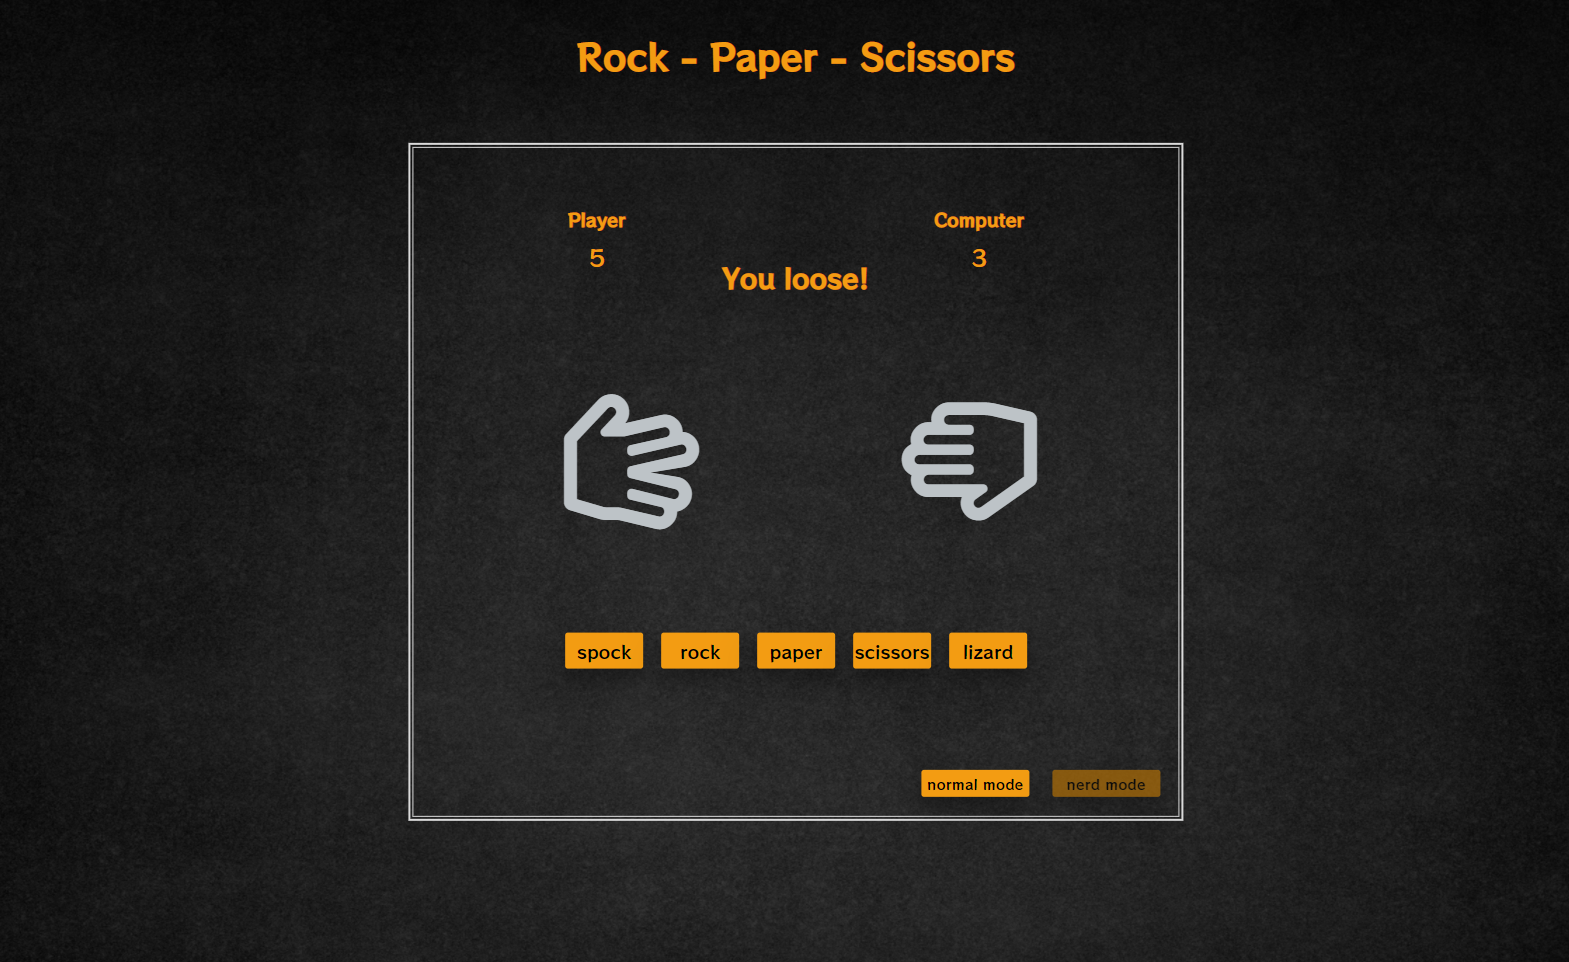 Rock - Paper - Scissors
Player
Computer
5
3
You loose!
spock
rock
paper
scissors
lizard
normal mode
nerd mode